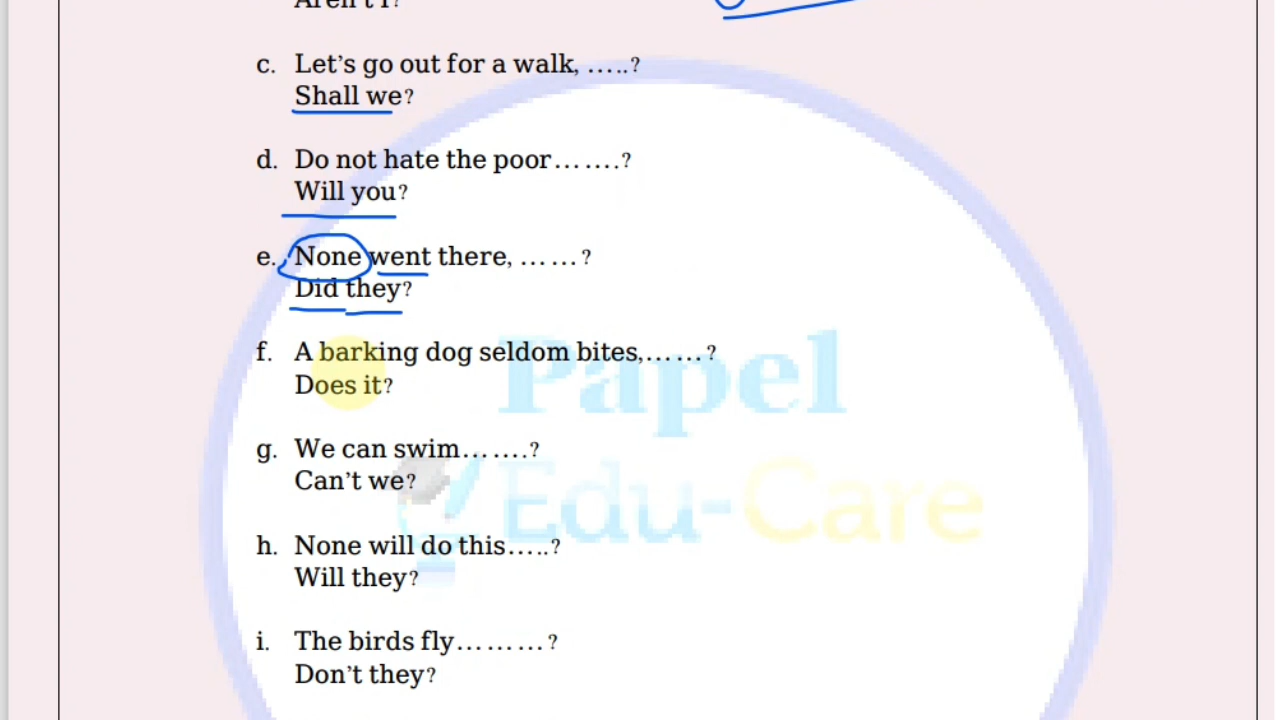 Aren't I?
c. Let’s go out for a walk, …..?
Shall we?
d. Do not hate the poor…….?
Will you?
e. None went there, ……?
Did they?
f. A barking dog seldom bites,……?
Does it?
Papel
g. We can swim…….?
Can’t we?
Edu-Care
h. None will do this…..?
Will they?
i. The birds fly………?
Don’t they?